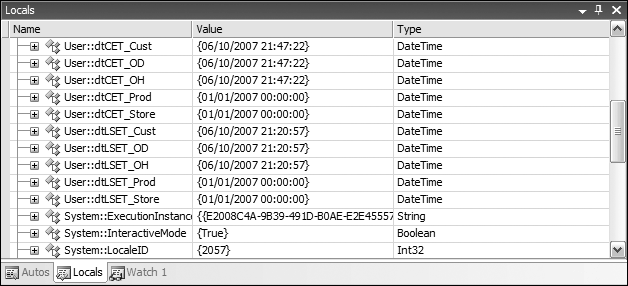 Locals
Name Value Type
User::dtCET_Cust {06/10/2007 21:47:22} DateTime
User::dtCET_OD {06/10/2007 21:47:22} DateTime
User::dtCET_OH {06/10/2007 21:47:22} DateTime
User::dtCET_Prod {01/01/2007 00:00:00} DateTime
User::dtCET_Store {01/01/2007 00:00:00} DateTime
User::dtLSET_Cust {06/10/2007 21:20:57} DateTime
User::dtLSET_OD {06/10/2007 21:20:57} DateTime
User::dtLSET_OH {06/10/2007 21:20:57} DateTime
User::dtLSET_Prod {01/01/2007 00:00:00} DateTime
User::dtLSET_Store {01/01/2007 00:00:00} DateTime
System::ExecutionInstance {{E2008C4A-9B39-491D-B0AE-E2E45557 String
System::InteractiveMode {True} Boolean
System::LocaleID {2057} Int32
Autos Locals Watch 1